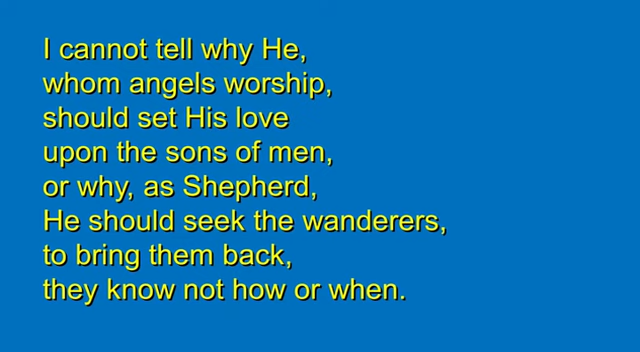 I cannot tell why He,
whom angels worship,
should set His love
upon the sons of men,
or why, as Shepherd,
He should seek the wanderers,
to bring them back,
they know not how or when.